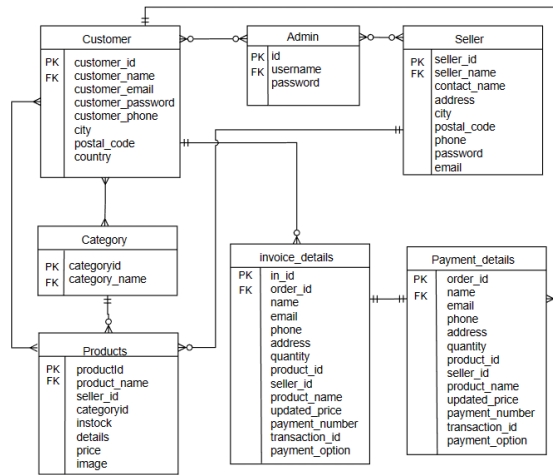 Customer
PK customer_id
FK customer_name
customer_email
customer_password
customer_phone
city
postal_code
country
Admin
PK id
FK username
password
Seller
PK seller_id
FK seller_name
contact_name
address
city
postal_code
phone
password
email
Category
PK categoryid
FK category_name
invoice_details
PK in_id
FK order_id
name
email
phone
address
quantity
product_id
seller_id
product_name
updated_price
payment_number
transaction_id
payment_option
Payment_details
PK order_id
FK name
email
phone
address
quantity
product_id
seller_id
product_name
updated_price
payment_number
transaction_id
payment_option
Products
PK productId
FK product_name
seller_id
categoryid
instock
details
price
image